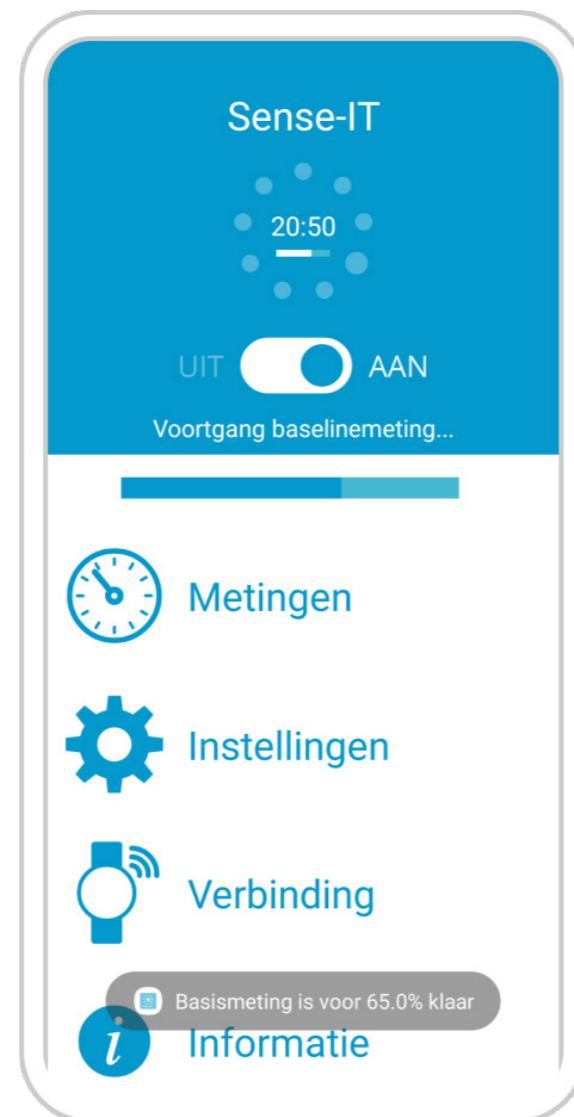 Sense-IT
20:50
UIT AAN
Voortgang baselinemeting...
Metingen
Instellingen
Verbinding
Basismeting is voor 65.0% klaar
i Informatie